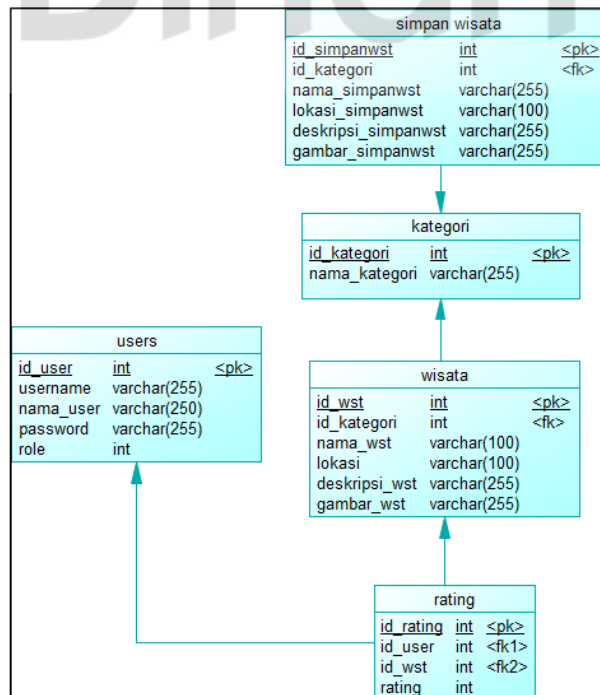 simpan wisata
id_simpanwst int <pk>
id_kategori int <fk>
nama_simpanwst varchar(255)
lokasi_simpanwst varchar(100)
deskripsi_simpanwst varchar(255)
gambar_simpanwst varchar(255)
kategori
id_kategori int <pk>
nama_kategori varchar(255)
users
id_user int <pk>
username varchar(255)
nama_user varchar(250)
password varchar(255)
role int
wisata
id_wst int <pk>
id_kategori int <fk>
nama_wst varchar(100)
lokasi varchar(100)
deskripsi_wst varchar(255)
gambar_wst varchar(255)
rating
id_rating int <pk>
id_user int <fk1>
id_wst int <fk2>
rating int